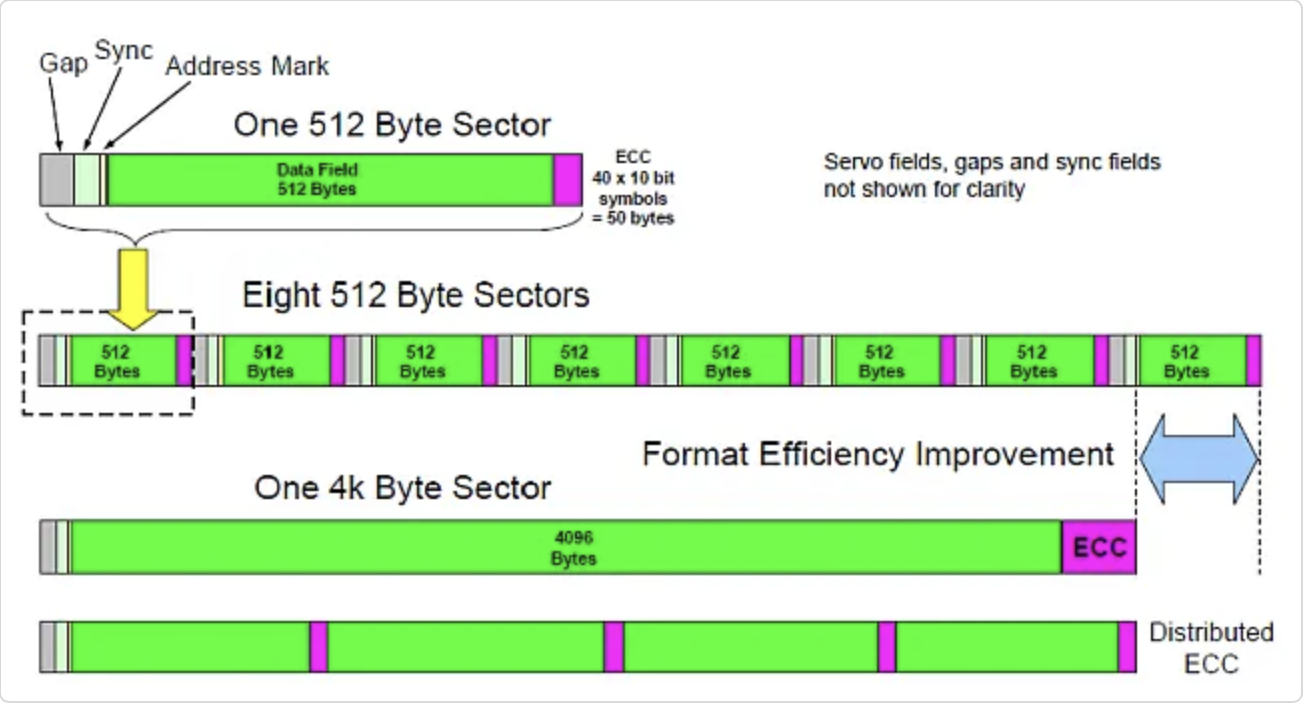 Gap
Sync
Address Mark
One 512 Byte Sector
Data Field
512 Bytes
ECC
40 x 10 bit
symbols
= 50 bytes
Servo fields, gaps and sync fields
not shown for clarity
Eight 512 Byte Sectors
512
Bytes
512
Bytes
512
Bytes
512
Bytes
512
Bytes
512
Bytes
512
Bytes
512
Bytes
Format Efficiency Improvement
One 4k Byte Sector
4096
Bytes
ECC
Distributed
ECC